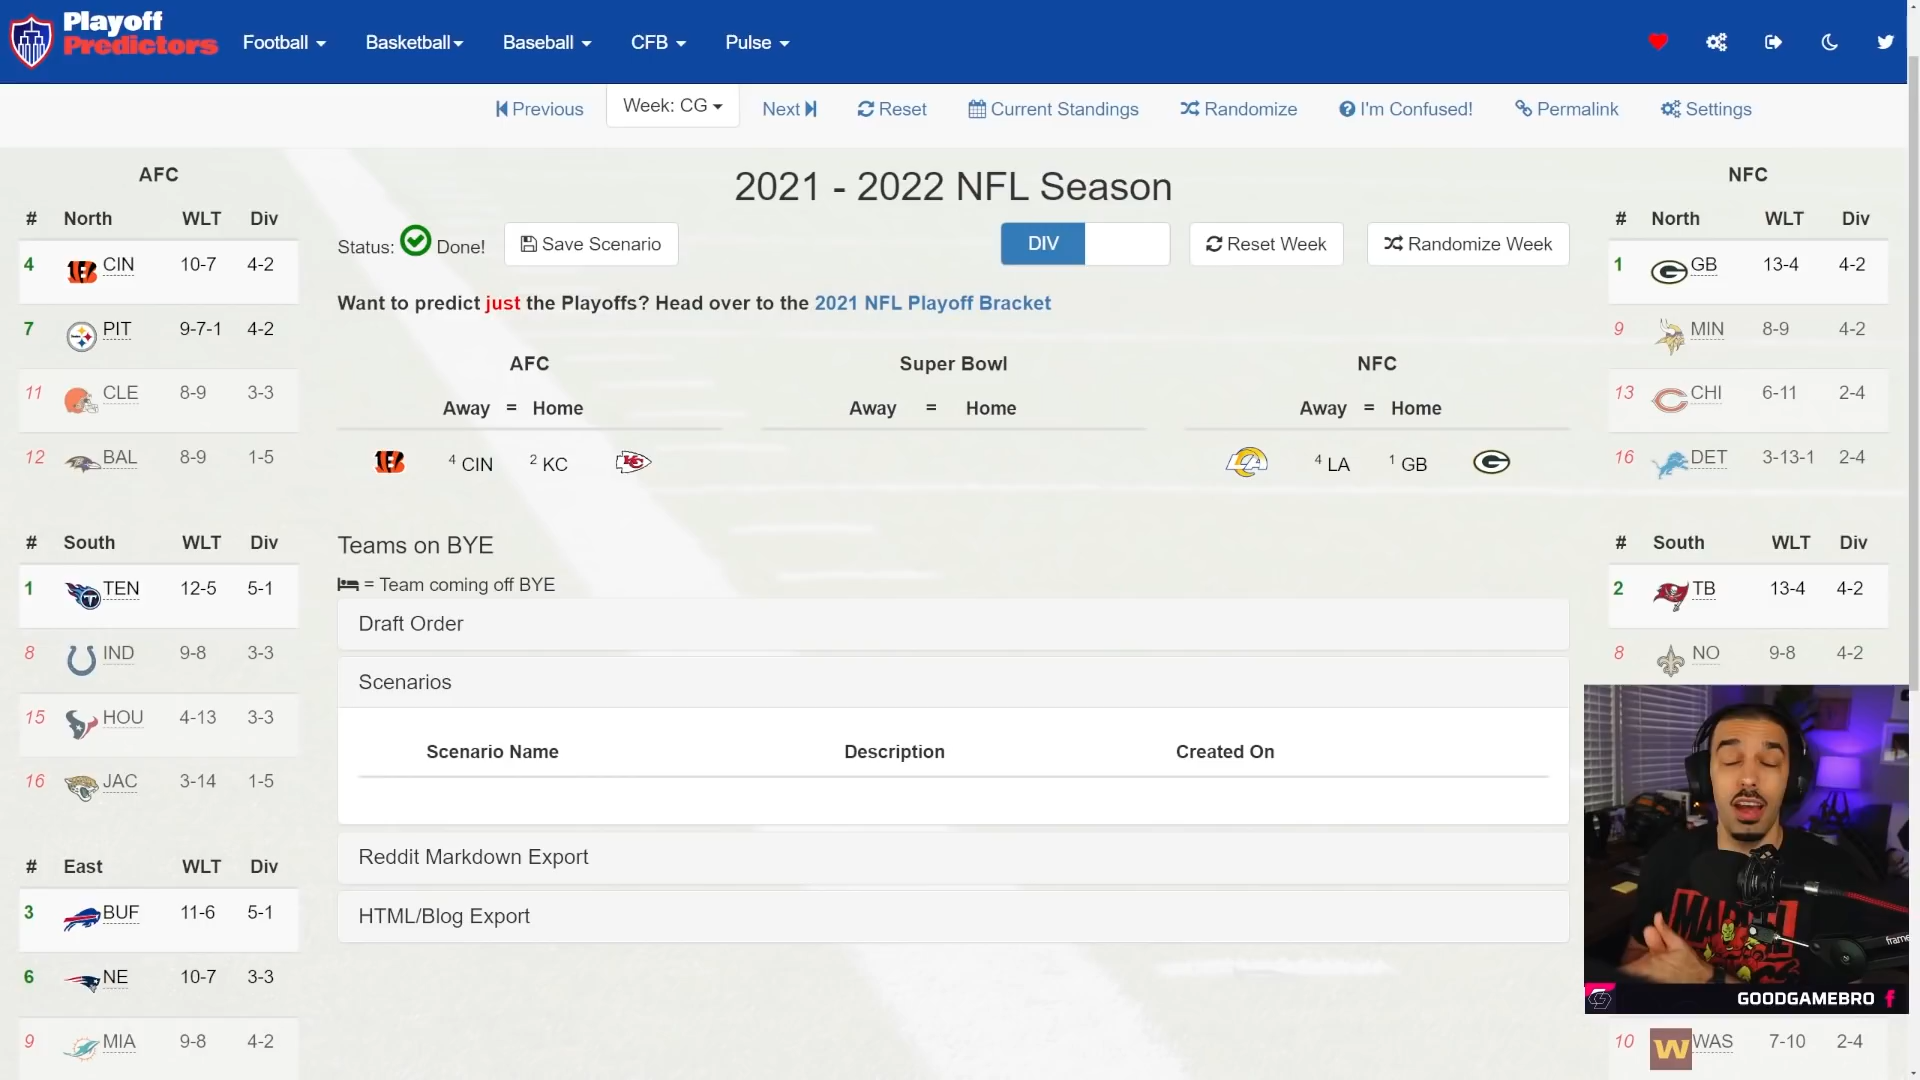 Playoff
Predictors
Football
Basketball
Baseball
CFB
Pulse
Previous
Week: CG
Next
Reset
Current Standings
Randomize
I'm Confused!
Permalink
Settings
2021 - 2022 NFL Season
Status: Done!
Save Scenario
DIV
Reset Week
Randomize Week
Want to predict just the Playoffs? Head over to the 2021 NFL Playoff Bracket
AFC
# North WLT Div
4 CIN 10-7 4-2
7 PIT 9-7-1 4-2
11 CLE 8-9 3-3
12 BAL 8-9 1-5
# South WLT Div
1 TEN 12-5 5-1
8 IND 9-8 3-3
15 HOU 4-13 3-3
16 JAC 3-14 1-5
# East WLT Div
3 BUF 11-6 5-1
6 NE 10-7 3-3
9 MIA 9-8 4-2
AFC
Away = Home
4 CIN 2 KC
Super Bowl
Away = Home
NFC
Away = Home
4 LA 1 GB
Teams on BYE
= Team coming off BYE
Draft Order
Scenarios
Scenario Name Description Created On
Reddit Markdown Export
HTML/Blog Export
NFC
# North WLT Div
1 GB 13-4 4-2
9 MIN 8-9 4-2
13 CHI 6-11 2-4
16 DET 3-13-1 2-4
# South WLT Div
2 TB 13-4 4-2
8 NO 9-8 4-2
MARVEL
frame
GOODGAMEBRO
10 WAS 7-10 2-4